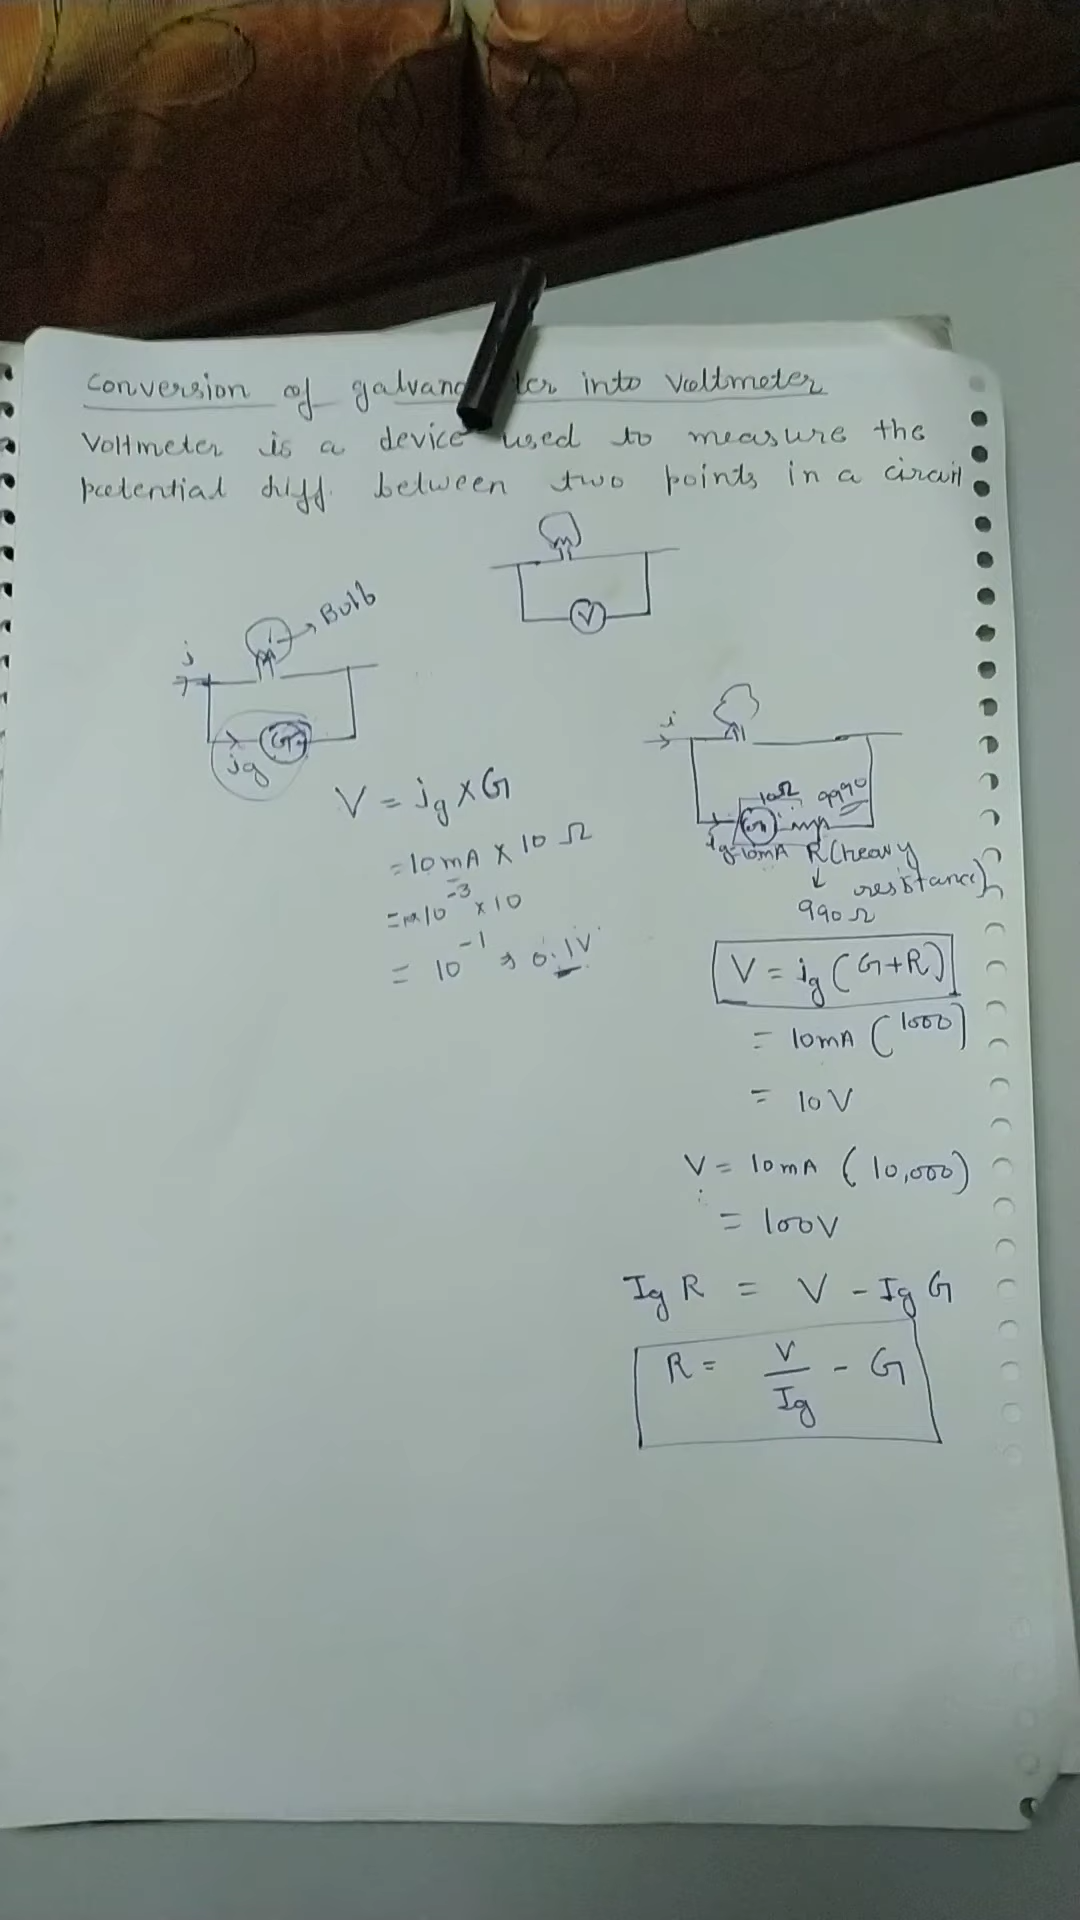 conversion of galvano ter into voltmeter
Voltmeter is a device used to measure the
potential diff. between two points in a circuit
V
Bulb
i
G
ig
V = ig × G
= 10mA × 10 Ω
10⁻³ × 10
= 10⁻¹ → 0.1V
i
10Ω 9990
G
ig=10mA R(heavy
↓ resistance)
990 Ω
V = ig (G+R)
= 10mA (1000)
= 10V
V = 10mA (10,000)
= 100V
Ig R = V - Ig G
R = V/Ig - G